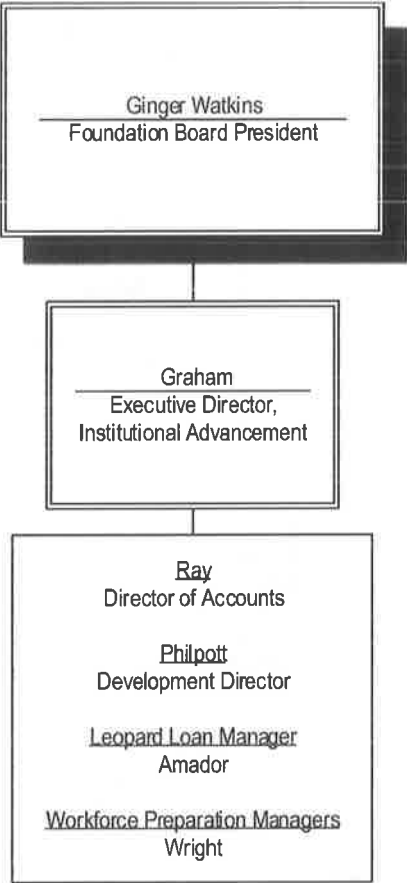 Ginger Watkins
Foundation Board President
Graham
Executive Director,
Institutional Advancement
Ray
Director of Accounts
Philpott
Development Director
Leopard Loan Manager
Amador
Workforce Preparation Managers
Wright